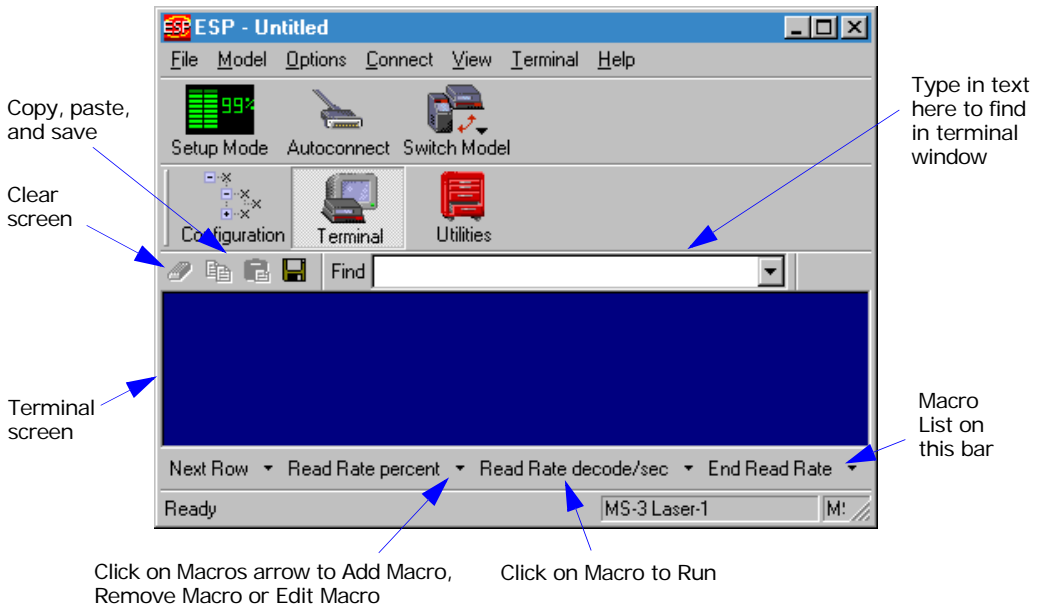 ESP ESP - Untitled
File Model Options Connect View Terminal Help
99%
Setup Mode Autoconnect Switch Model
Configuration Terminal Utilities
Find
Next Row Read Rate percent Read Rate decode/sec End Read Rate
Ready MS-3 Laser-1
Copy, paste,
and save
Clear
screen
Terminal
screen
Type in text
here to find
in terminal
window
Macro
List on
this bar
Click on Macros arrow to Add Macro,
Remove Macro or Edit Macro
Click on Macro to Run